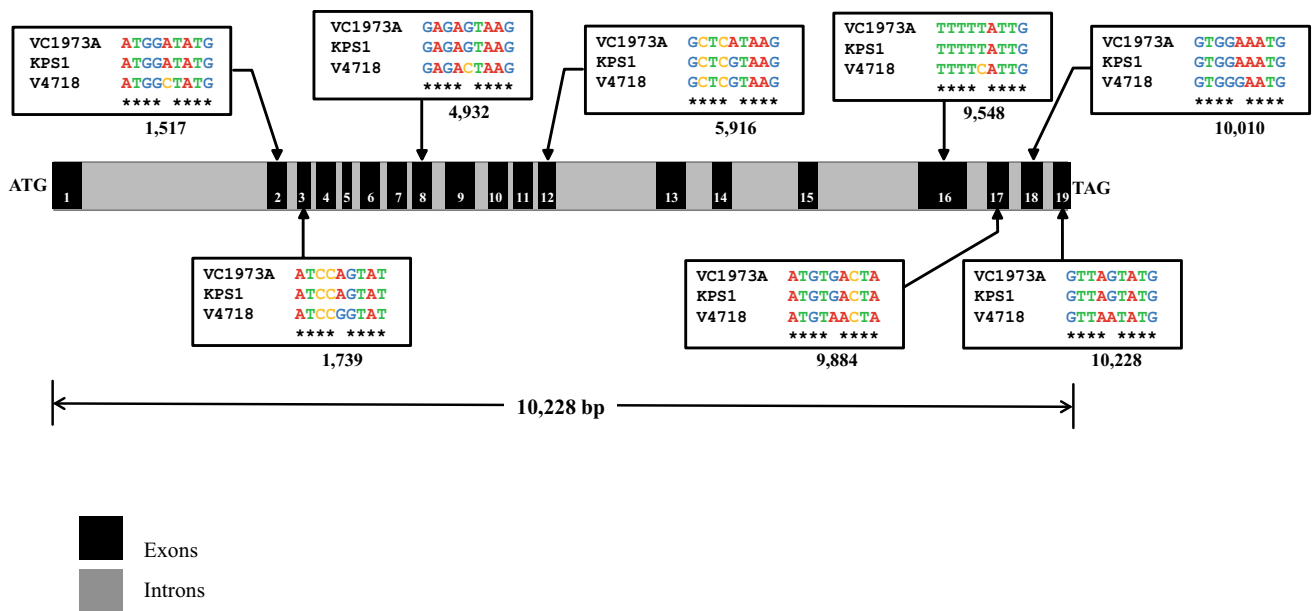 VC1973A ATGGATATG
KPS1 ATGGATATG
V4718 ATGGCTATG
**** ****
1,517
VC1973A GAGAGTAAG
KPS1 GAGAGTAAG
V4718 GAGACTAAG
**** ****
4,932
VC1973A GCTCATAAG
KPS1 GCTCGTAAG
V4718 GCTCGTAAG
**** ****
5,916
VC1973A TTTTTATTG
KPS1 TTTTTATTG
V4718 TTTTCATTG
**** ****
9,548
VC1973A GTGGAAATG
KPS1 GTGGAAATG
V4718 GTGGGAATG
**** ****
10,010
ATG 1 2 3 4 5 6 7 8 9 10 11 12 13 14 15 16 17 18 19 TAG
VC1973A ATCCAGTAT
KPS1 ATCCAGTAT
V4718 ATCCGGTAT
**** ****
1,739
VC1973A ATGTGACTA
KPS1 ATGTGACTA
V4718 ATGTAACTA
**** ****
9,884
VC1973A GTTAGTATG
KPS1 GTTAGTATG
V4718 GTTAATATG
**** ****
10,228
10,228 bp
Exons
Introns